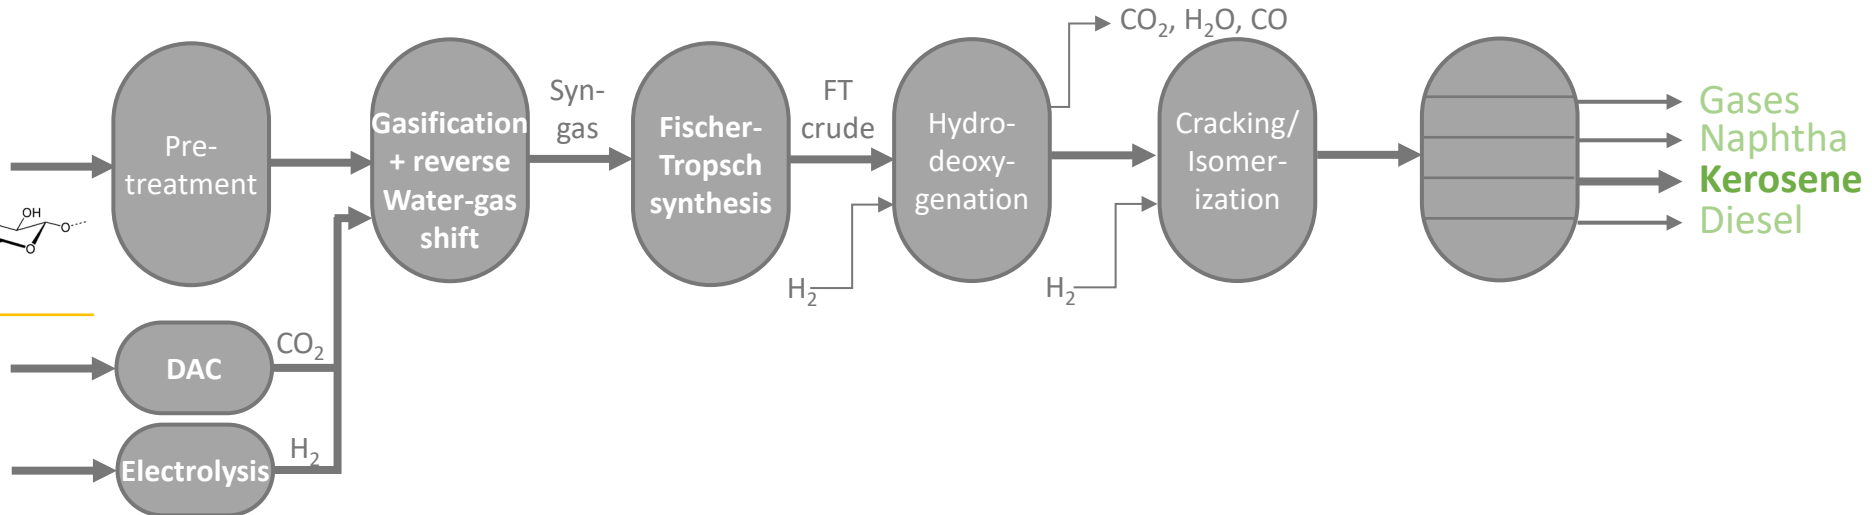 Pre-
treatment
OH
O
O
DAC
CO₂
Electrolysis
H₂
Gasification
+ reverse
Water-gas
shift
Syn-
gas
Fischer-
Tropsch
synthesis
FT
crude
H₂
Hydro-
deoxy-
genation
CO₂, H₂O, CO
H₂
Cracking/
Isomer-
ization
Gases
Naphtha
Kerosene
Diesel